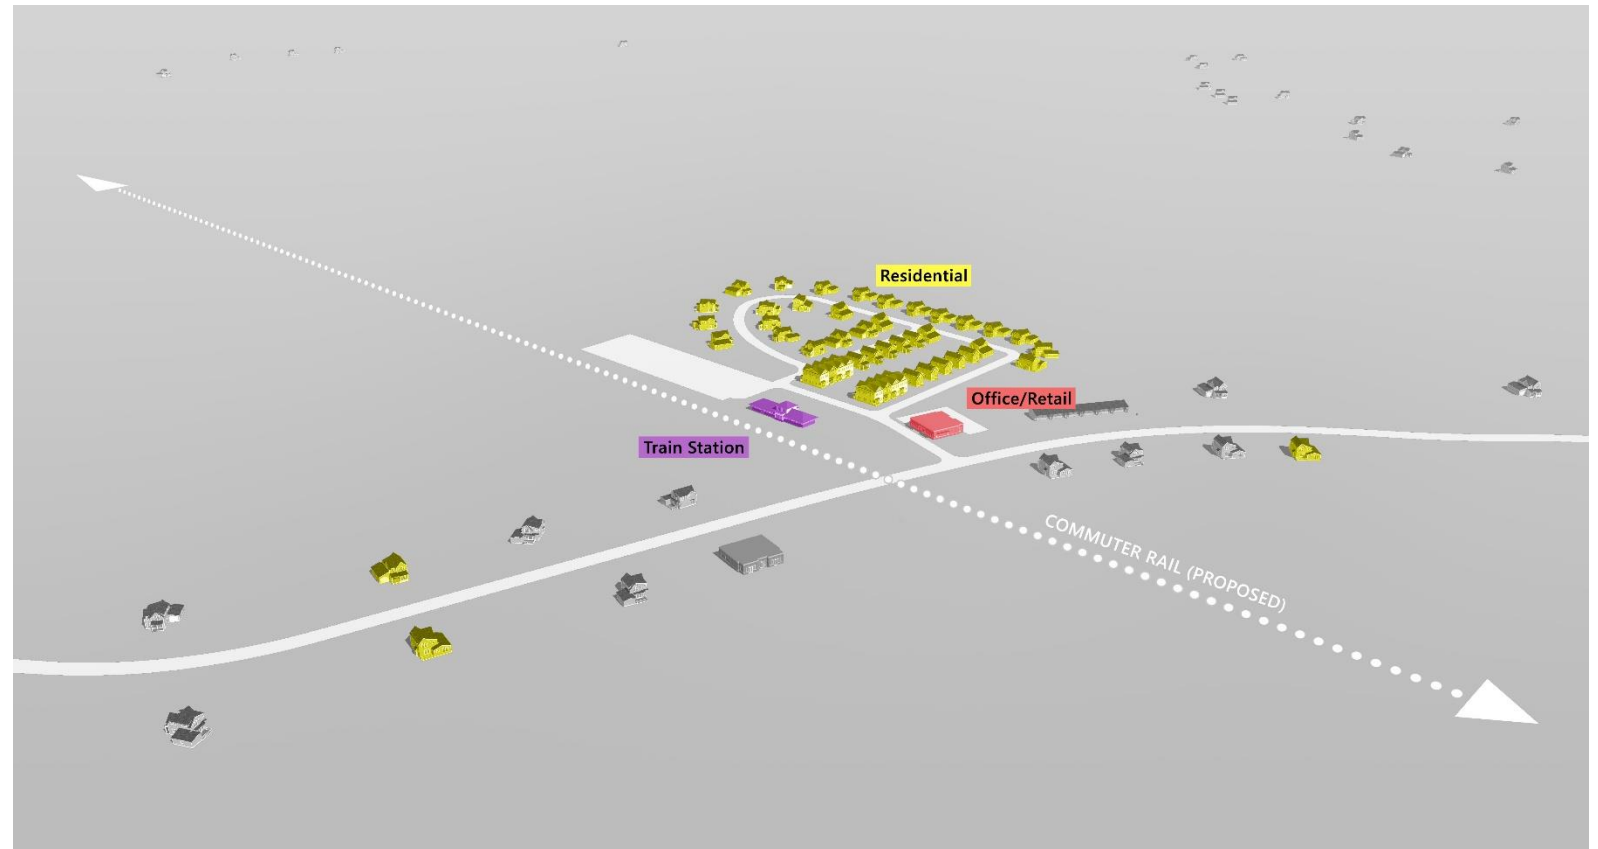 Residential
Office/Retail
Train Station
COMMUTER RAIL (PROPOSED)